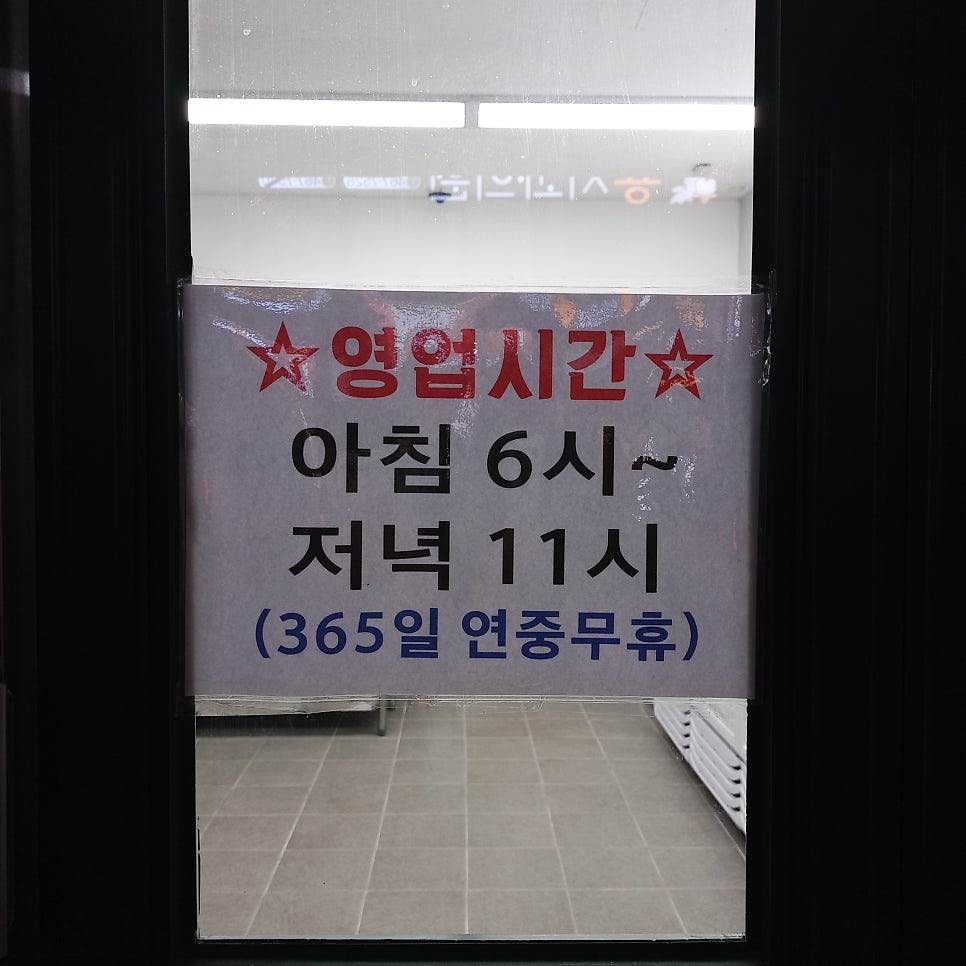 ☆영업시간☆
아침 6시~
저녁 11시
(365일 연중무휴)